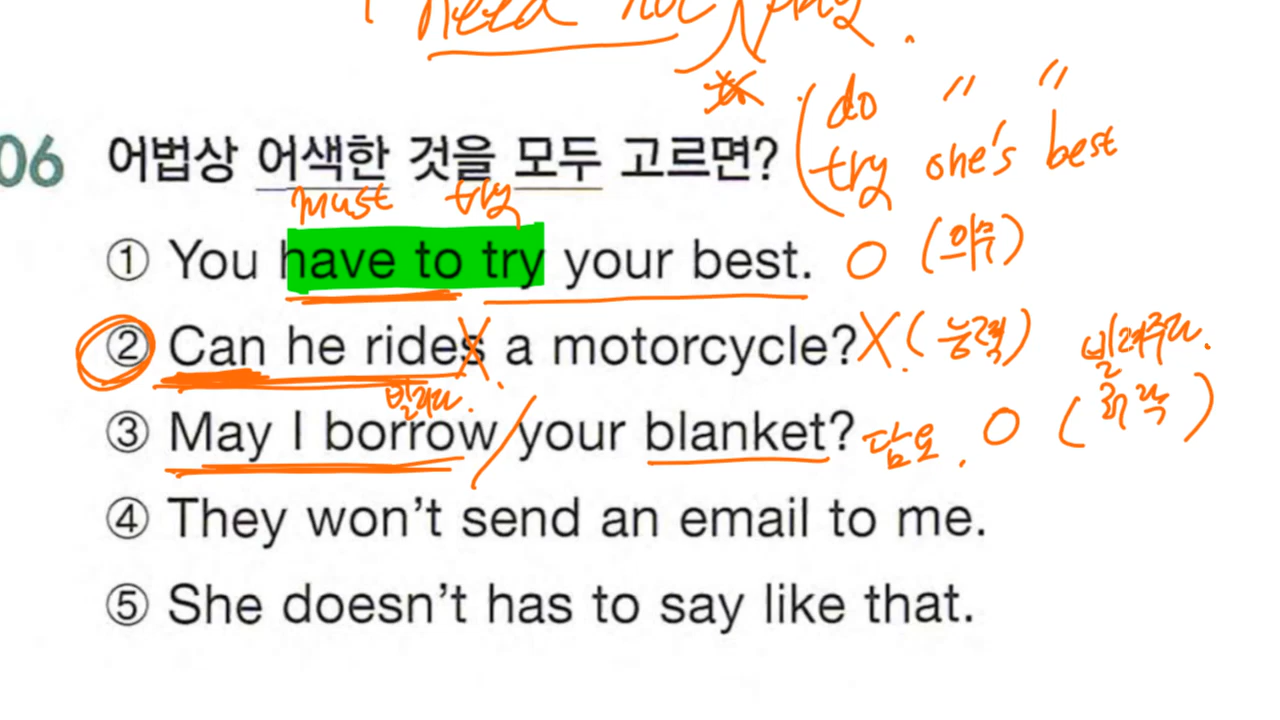 need not
do " "
try one's best
06 어법상 어색한 것을 모두 고르면?
must try
① You have to try your best. O (의무)
② Can he rides a motorcycle? X (능력) 빌려주다.
빌리다.
③ May I borrow / your blanket? 담요. O (허락)
④ They won't send an email to me.
⑤ She doesn't has to say like that.